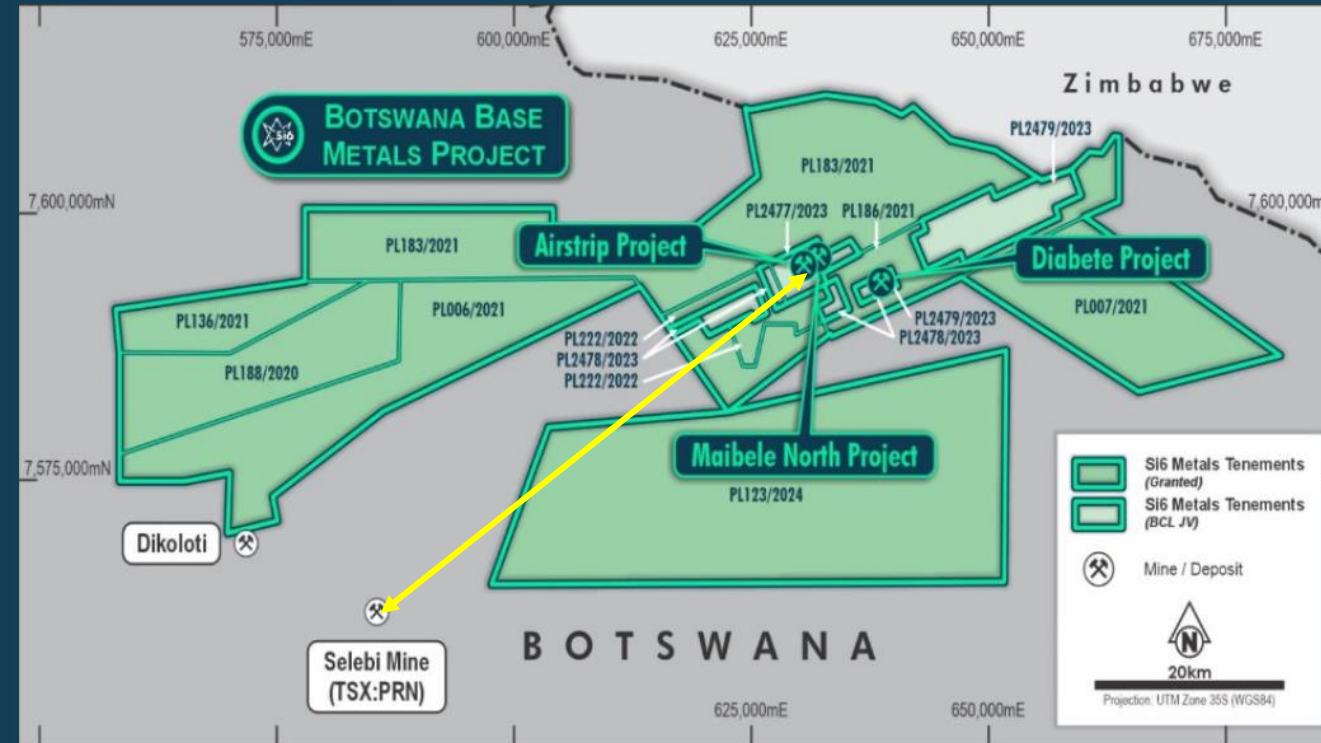 575,000mE
600,000mE
625,000mE
650,000mE
675,000mE
Zimbabwe
Si6
BOTSWANA BASE
METALS PROJECT
PL2479/2023
PL183/2021
7,600,000mN
7,600,000m
PL2477/2023
PL186/2021
PL183/2021
Airstrip Project
Diabete Project
PL136/2021
PL006/2021
PL007/2021
PL222/2022
PL2478/2023
PL222/2022
PL2479/2023
PL2478/2023
PL188/2020
Maibele North Project
7,575,000mN
PL123/2024
Dikoloti
Selebi Mine
(TSX:PRN)
BOTSWANA
Si6 Metals Tenements
(Granted)
Si6 Metals Tenements
(BCL JV)
Mine / Deposit
N
20km
Projection: UTM Zone 35S (WGS84)
625,000mE
650,000mE